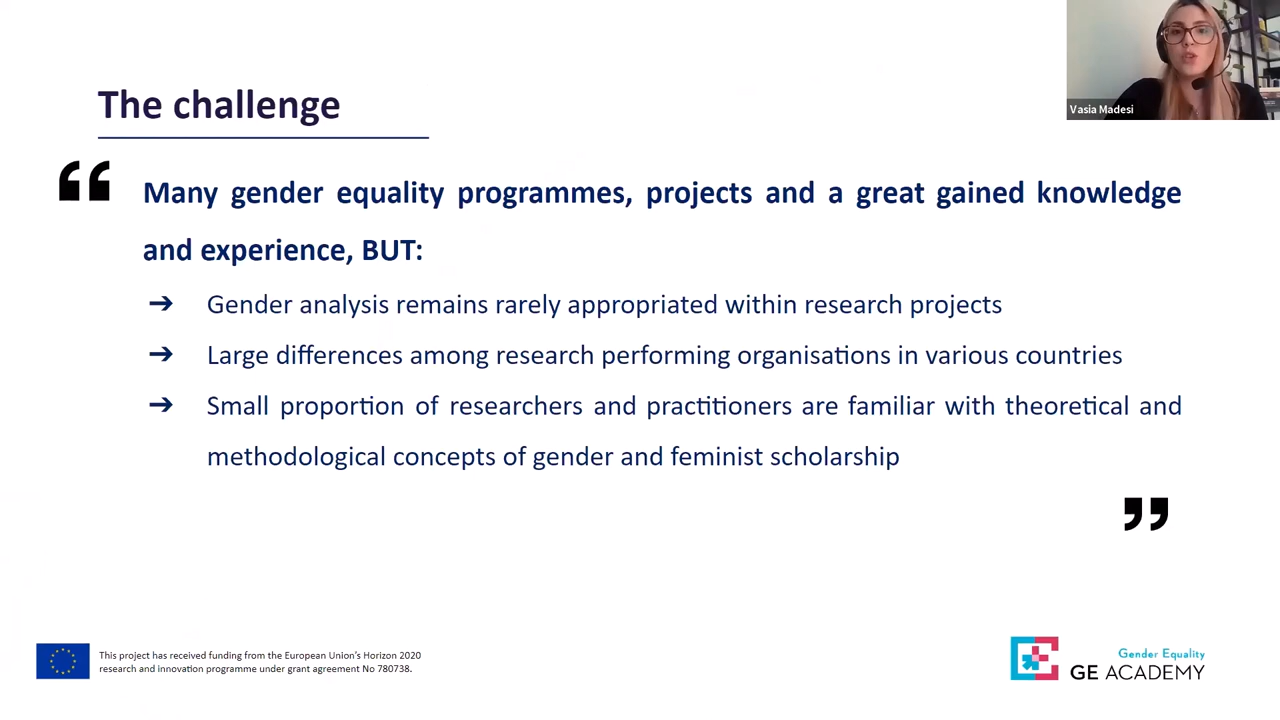 Vasia Madesi
The challenge
“
Many gender equality programmes, projects and a great gained knowledge
and experience, BUT:
➔ Gender analysis remains rarely appropriated within research projects
➔ Large differences among research performing organisations in various countries
➔ Small proportion of researchers and practitioners are familiar with theoretical and
methodological concepts of gender and feminist scholarship
”
This project has received funding from the European Union’s Horizon 2020
research and innovation programme under grant agreement No 780738.
Gender Equality
GE ACADEMY